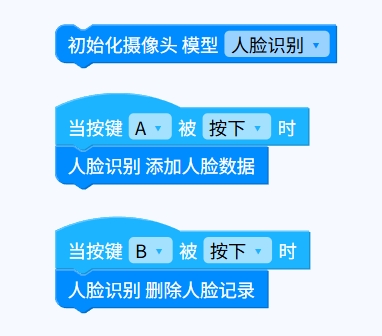 初始化摄像头 模型 人脸识别
当按键 A 被 按下 时
人脸识别 添加人脸数据
当按键 B 被 按下 时
人脸识别 删除人脸记录